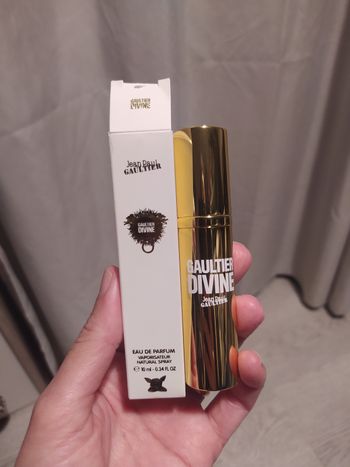 GAULTIER
DIVINE
Jean Paul
GAULTIER
GAULTIER
DIVINE
EAU DE PARFUM
VAPORISATEUR
NATURAL SPRAY
℮ 10 ml - 0.34 FL OZ
GAULTIER
DIVINE
Jean Paul
GAULTIER